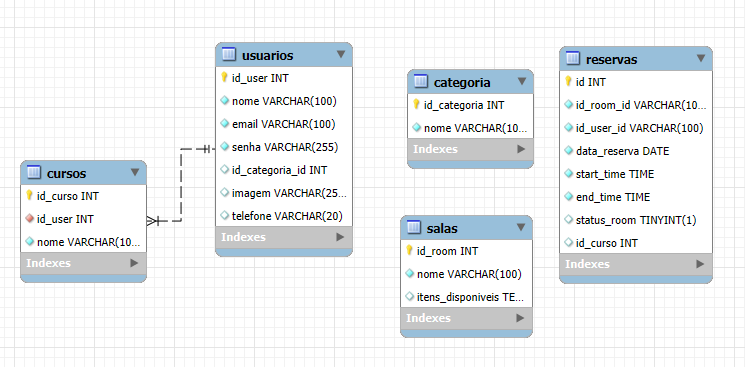 usuarios
id_user INT
nome VARCHAR(100)
email VARCHAR(100)
senha VARCHAR(255)
id_categoria_id INT
imagem VARCHAR(25...
telefone VARCHAR(20)
Indexes
cursos
id_curso INT
id_user INT
nome VARCHAR(10...
Indexes
categoria
id_categoria INT
nome VARCHAR(10...
Indexes
salas
id_room INT
nome VARCHAR(100)
itens_disponiveis TE...
Indexes
reservas
id INT
id_room_id VARCHAR(10...
id_user_id VARCHAR(100)
data_reserva DATE
start_time TIME
end_time TIME
status_room TINYINT(1)
id_curso INT
Indexes